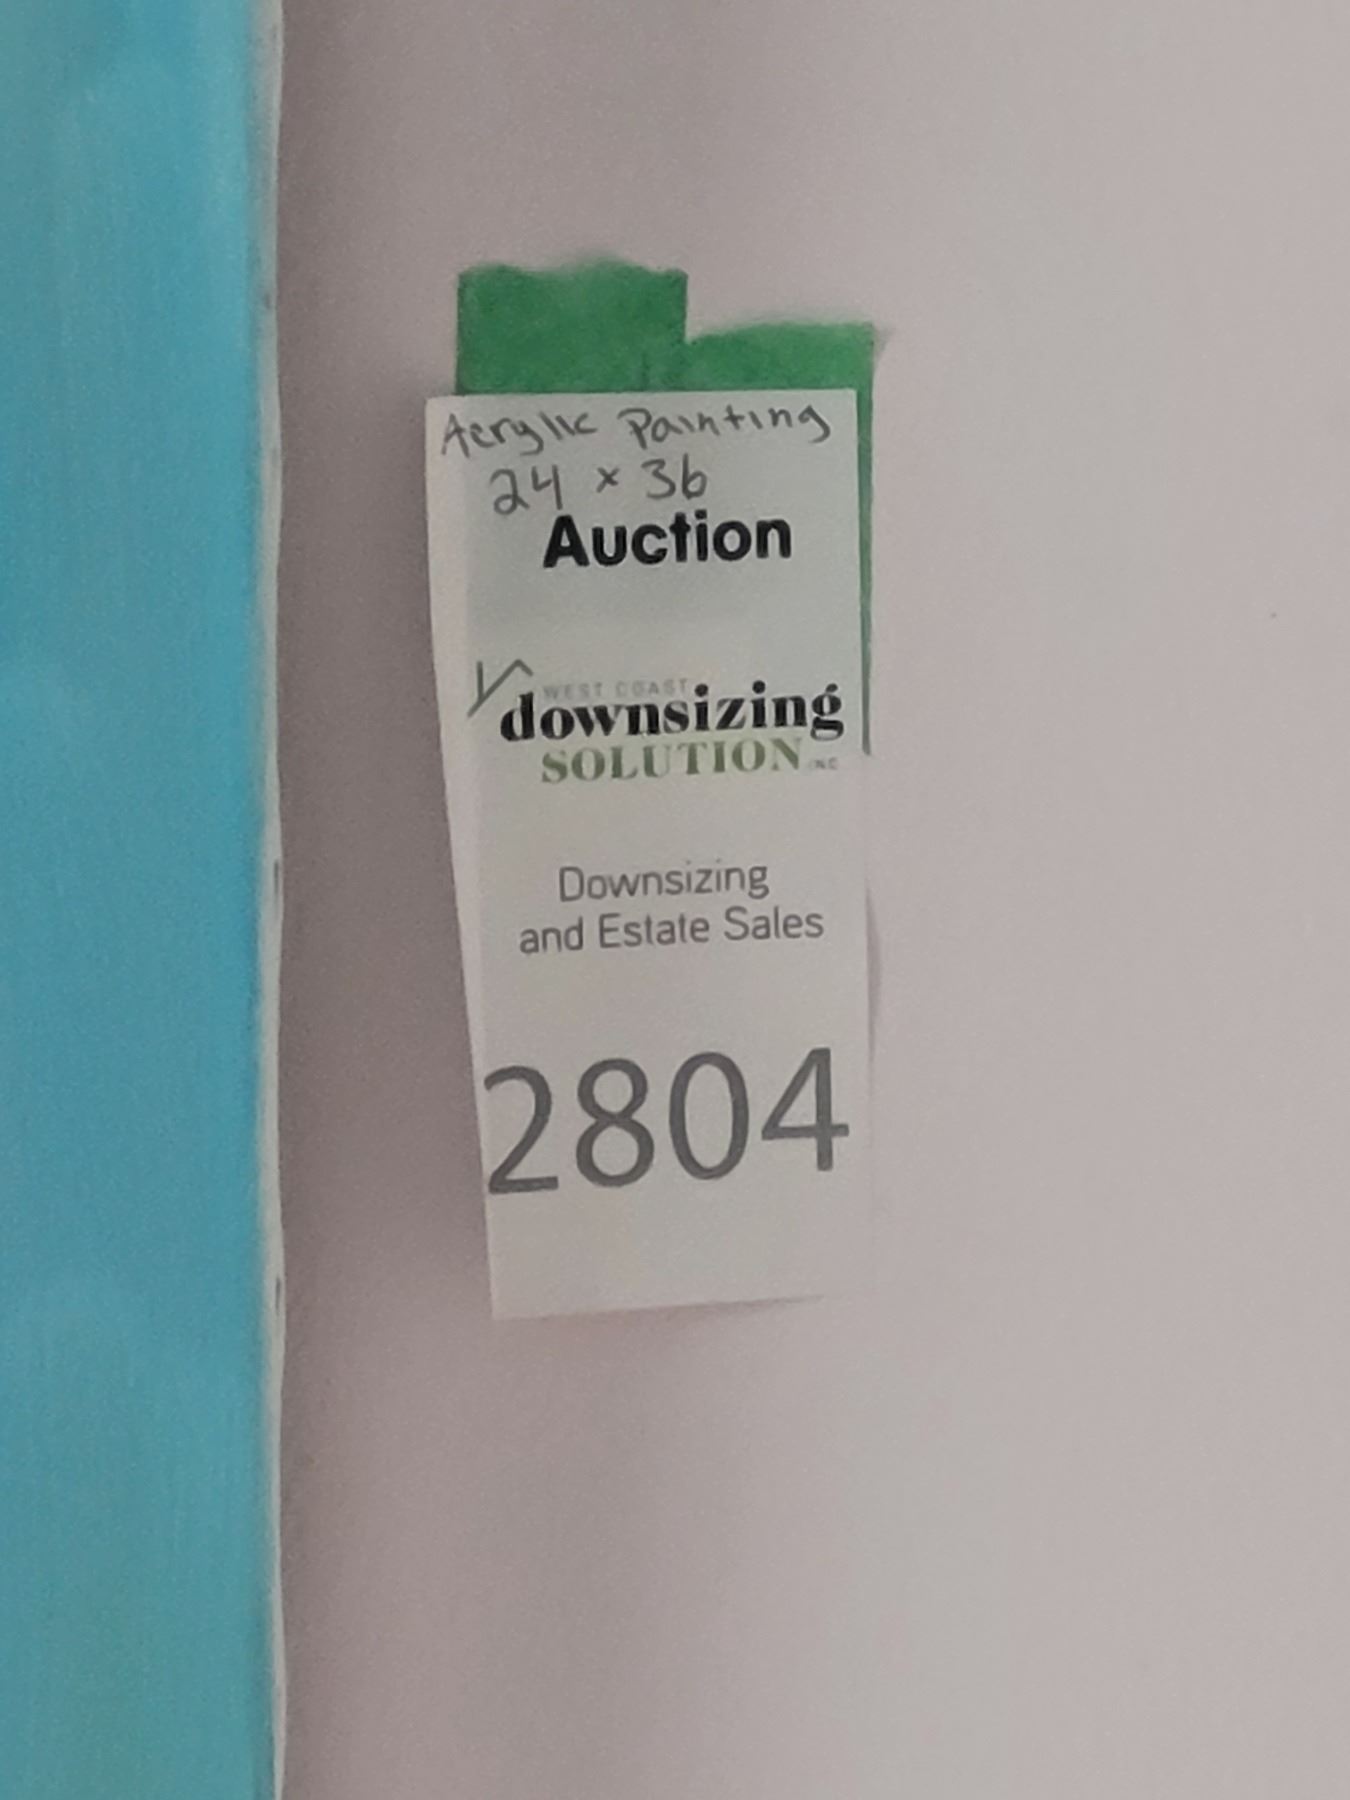 Acrylic Painting
24 x 36
Auction
WEST COAST
downsizing
SOLUTION INC
Downsizing
and Estate Sales
2804